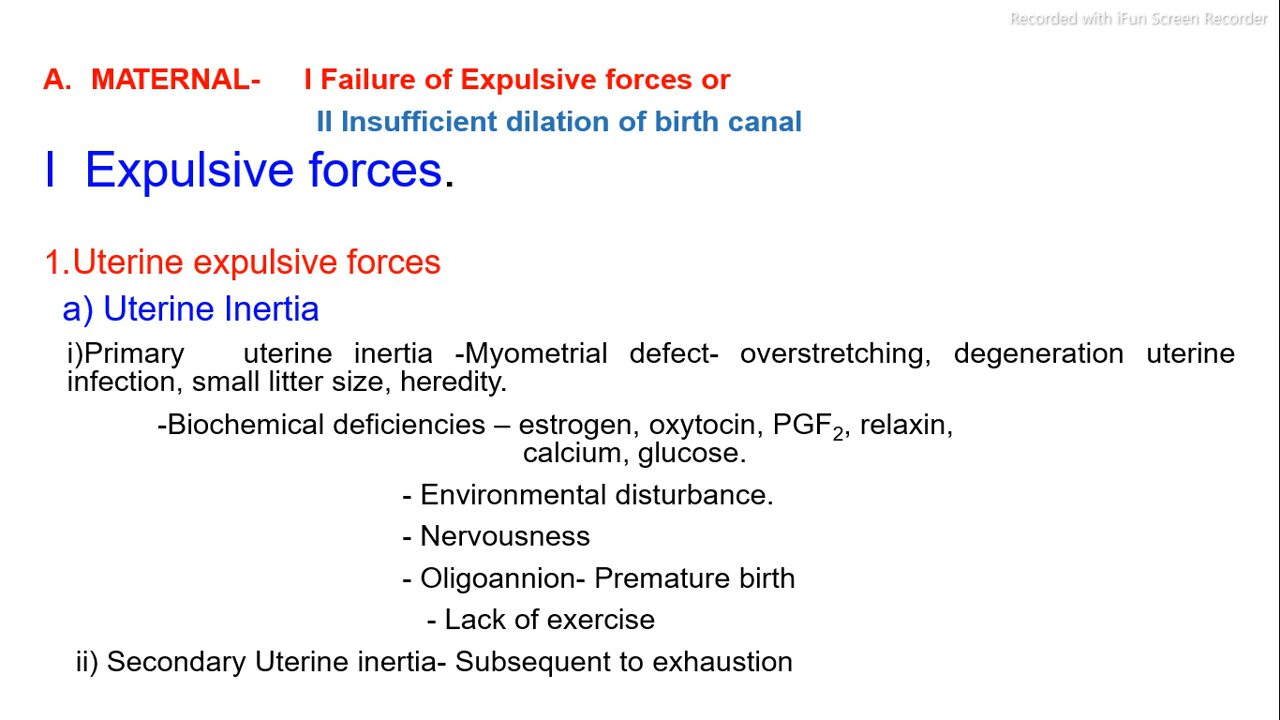 Recorded with iFun Screen Recorder
A. MATERNAL- I Failure of Expulsive forces or
II Insufficient dilation of birth canal
I Expulsive forces.
1.Uterine expulsive forces
a) Uterine Inertia
i)Primary uterine inertia -Myometrial defect- overstretching, degeneration uterine
infection, small litter size, heredity.
-Biochemical deficiencies – estrogen, oxytocin, PGF₂, relaxin,
calcium, glucose.
- Environmental disturbance.
- Nervousness
- Oligoannion- Premature birth
- Lack of exercise
ii) Secondary Uterine inertia- Subsequent to exhaustion